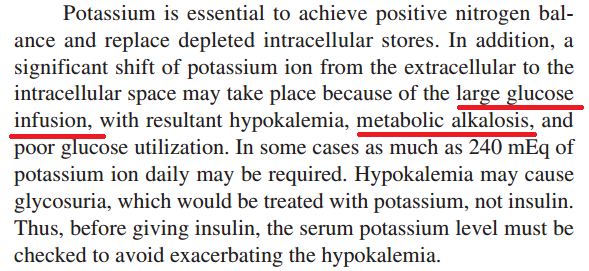 Potassium is essential to achieve positive nitrogen bal-
ance and replace depleted intracellular stores. In addition, a
significant shift of potassium ion from the extracellular to the
intracellular space may take place because of the large glucose
infusion, with resultant hypokalemia, metabolic alkalosis, and
poor glucose utilization. In some cases as much as 240 mEq of
potassium ion daily may be required. Hypokalemia may cause
glycosuria, which would be treated with potassium, not insulin.
Thus, before giving insulin, the serum potassium level must be
checked to avoid exacerbating the hypokalemia.